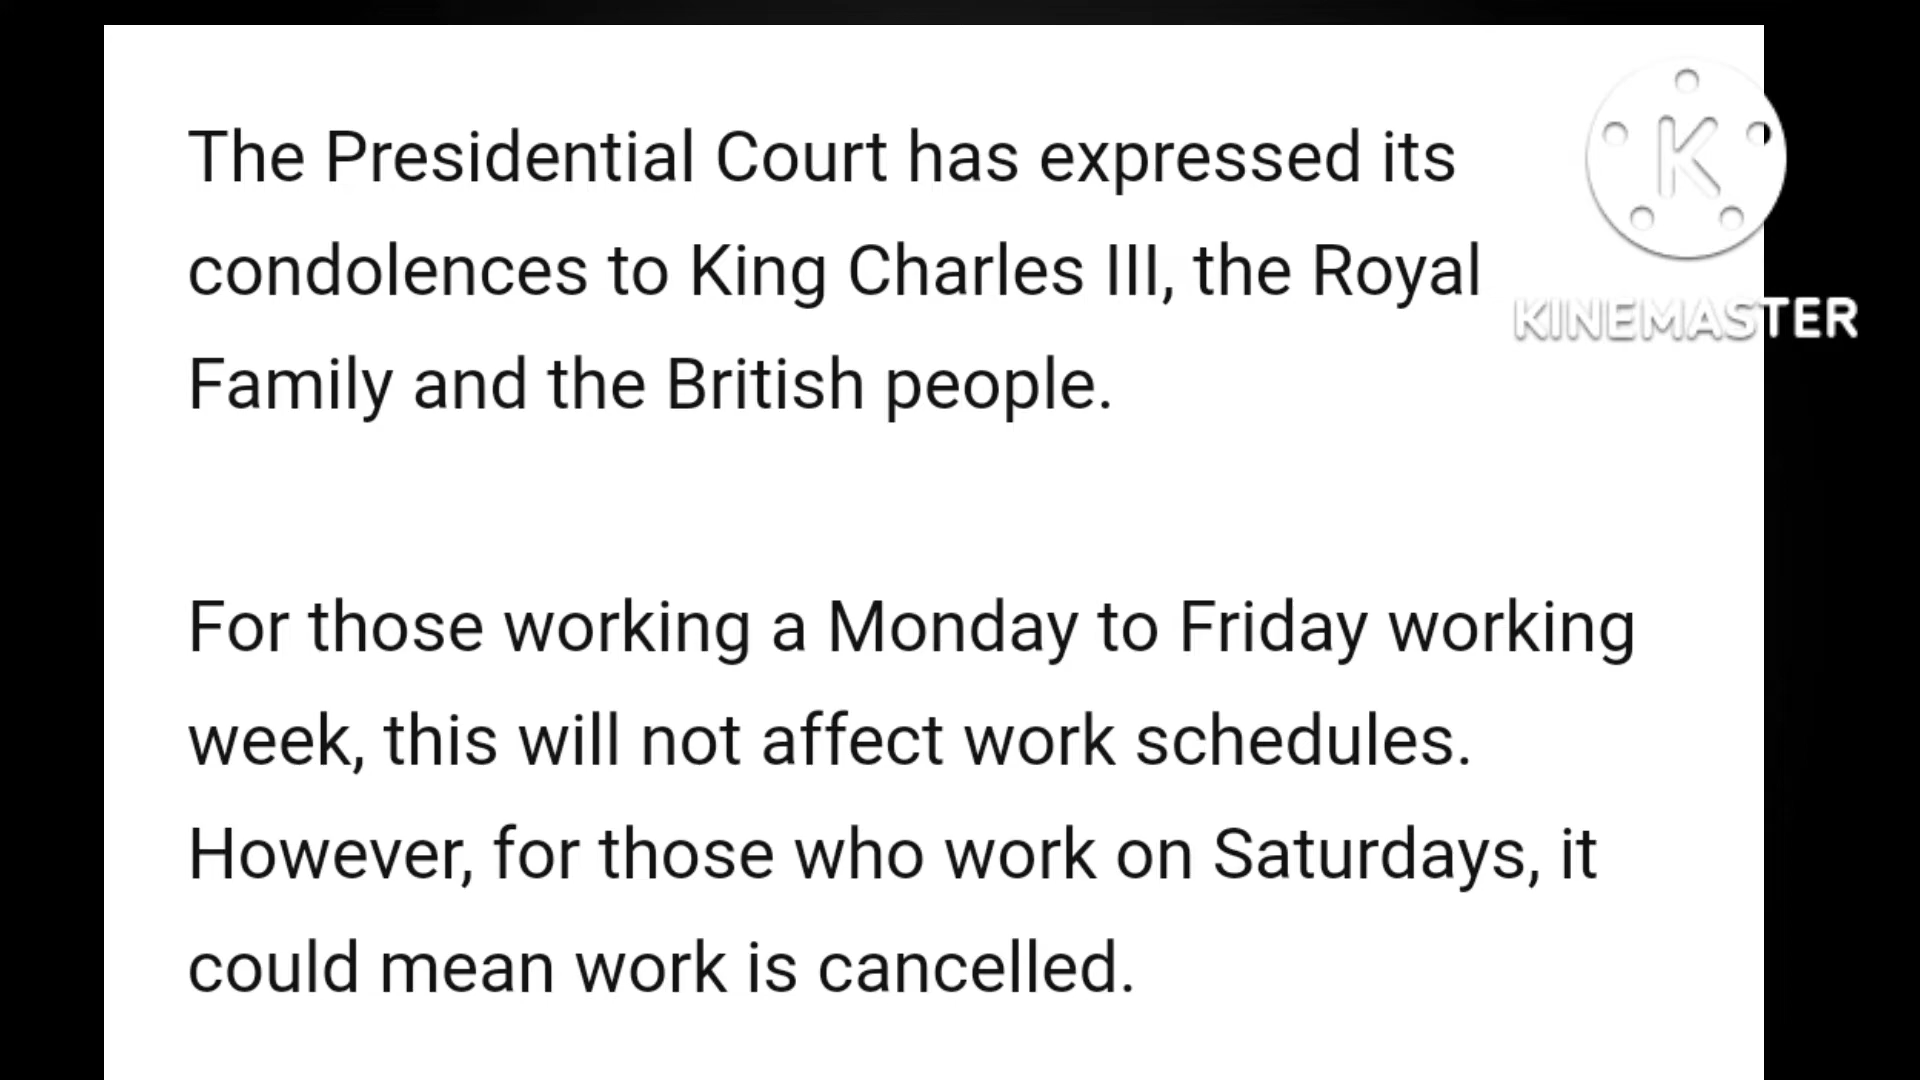 The Presidential Court has expressed its
condolences to King Charles III, the Royal
Family and the British people.
For those working a Monday to Friday working
week, this will not affect work schedules.
However, for those who work on Saturdays, it
could mean work is cancelled.
K
KINEMASTER